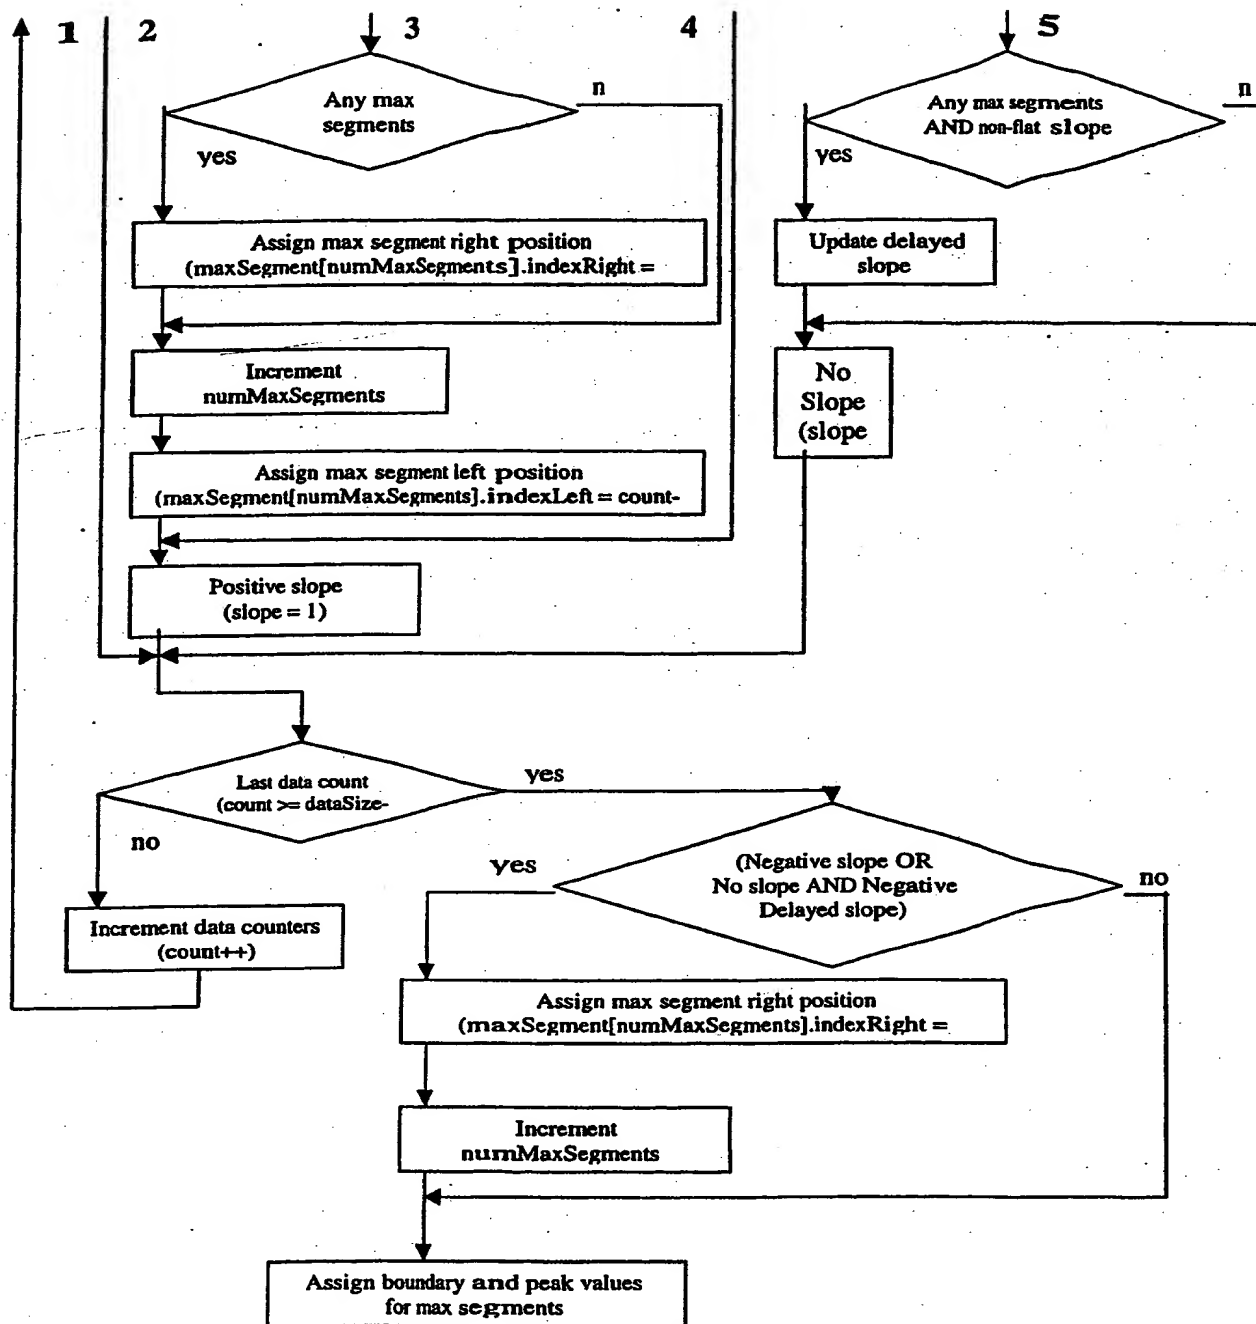 1
2
3
4
5
Any max
segments
n
yes
Any max segments
AND non-flat slope
n
yes
Assign max segment right position
(maxSegment[numMaxSegments].indexRight =
Update delayed
slope
Increment
numMaxSegments
No
Slope
(slope
Assign max segment left position
(maxSegment[numMaxSegments].indexLeft = count-
Positive slope
(slope = 1)
Last data count
(count >= dataSize-
yes
no
(Negative slope OR
No slope AND Negative
Delayed slope)
yes
no
Increment data counters
(count++)
Assign max segment right position
(maxSegment[numMaxSegments].indexRight =
Increment
numMaxSegments
Assign boundary and peak values
for max segments